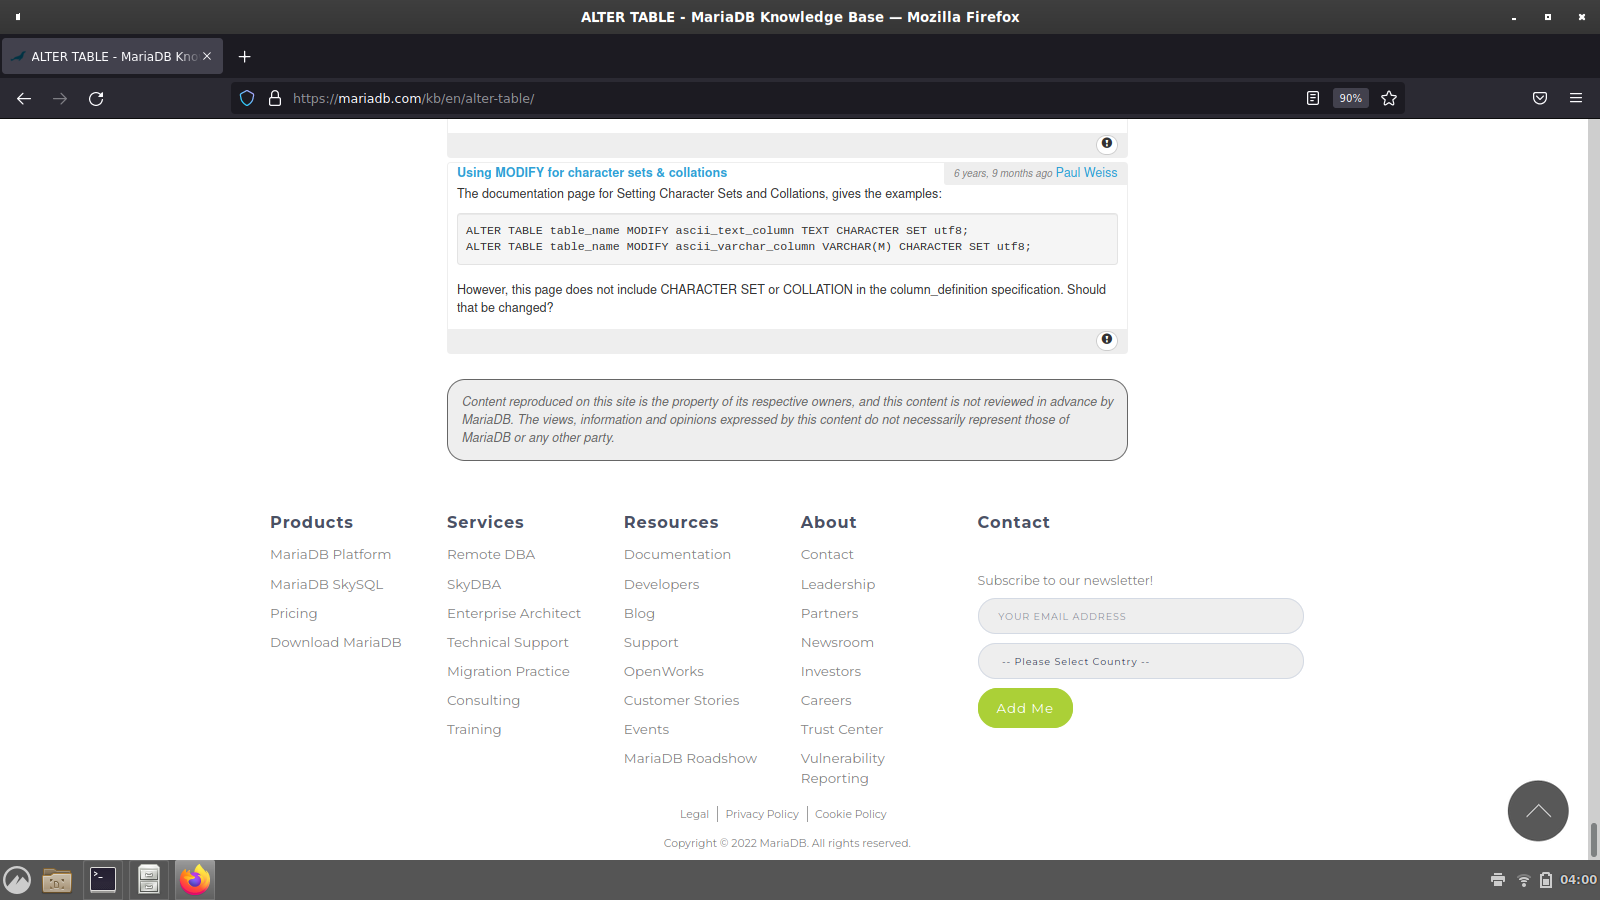 ALTER TABLE - MariaDB Knowledge Base — Mozilla Firefox
ALTER TABLE - MariaDB Kno
https://mariadb.com/kb/en/alter-table/
90%
Using MODIFY for character sets & collations
6 years, 9 months ago Paul Weiss
The documentation page for Setting Character Sets and Collations, gives the examples:
ALTER TABLE table_name MODIFY ascii_text_column TEXT CHARACTER SET utf8;
ALTER TABLE table_name MODIFY ascii_varchar_column VARCHAR(M) CHARACTER SET utf8;
However, this page does not include CHARACTER SET or COLLATION in the column_definition specification. Should
that be changed?
Content reproduced on this site is the property of its respective owners, and this content is not reviewed in advance by
MariaDB. The views, information and opinions expressed by this content do not necessarily represent those of
MariaDB or any other party.
Products
MariaDB Platform
MariaDB SkySQL
Pricing
Download MariaDB
Services
Remote DBA
SkyDBA
Enterprise Architect
Technical Support
Migration Practice
Consulting
Training
Resources
Documentation
Developers
Blog
Support
OpenWorks
Customer Stories
Events
MariaDB Roadshow
About
Contact
Leadership
Partners
Newsroom
Investors
Careers
Trust Center
Vulnerability
Reporting
Contact
Subscribe to our newsletter!
YOUR EMAIL ADDRESS
-- Please Select Country --
Add Me
Legal
Privacy Policy
Cookie Policy
Copyright © 2022 MariaDB. All rights reserved.
04:00